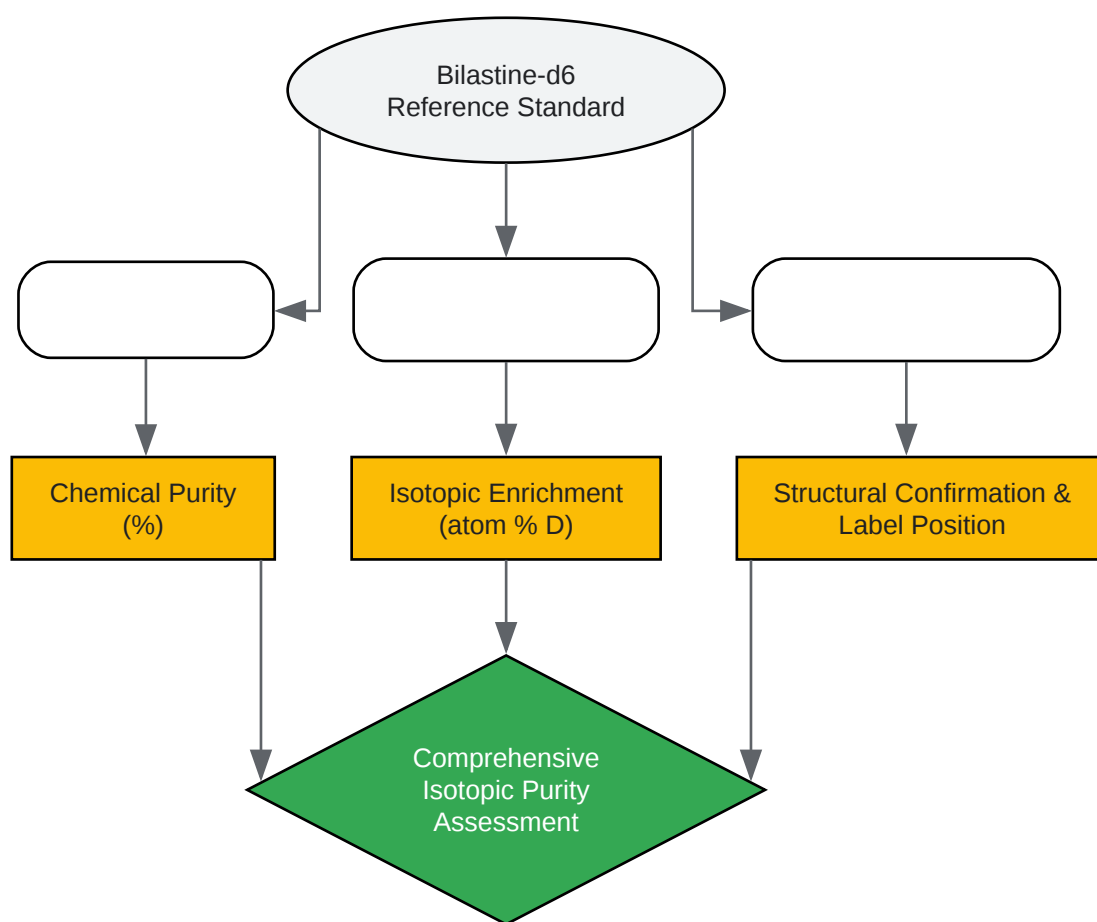 Bilastine-d6
Reference Standard
Chemical Purity
(%)
Isotopic Enrichment
(atom % D)
Structural Confirmation &
Label Position
Comprehensive
Isotopic Purity
Assessment